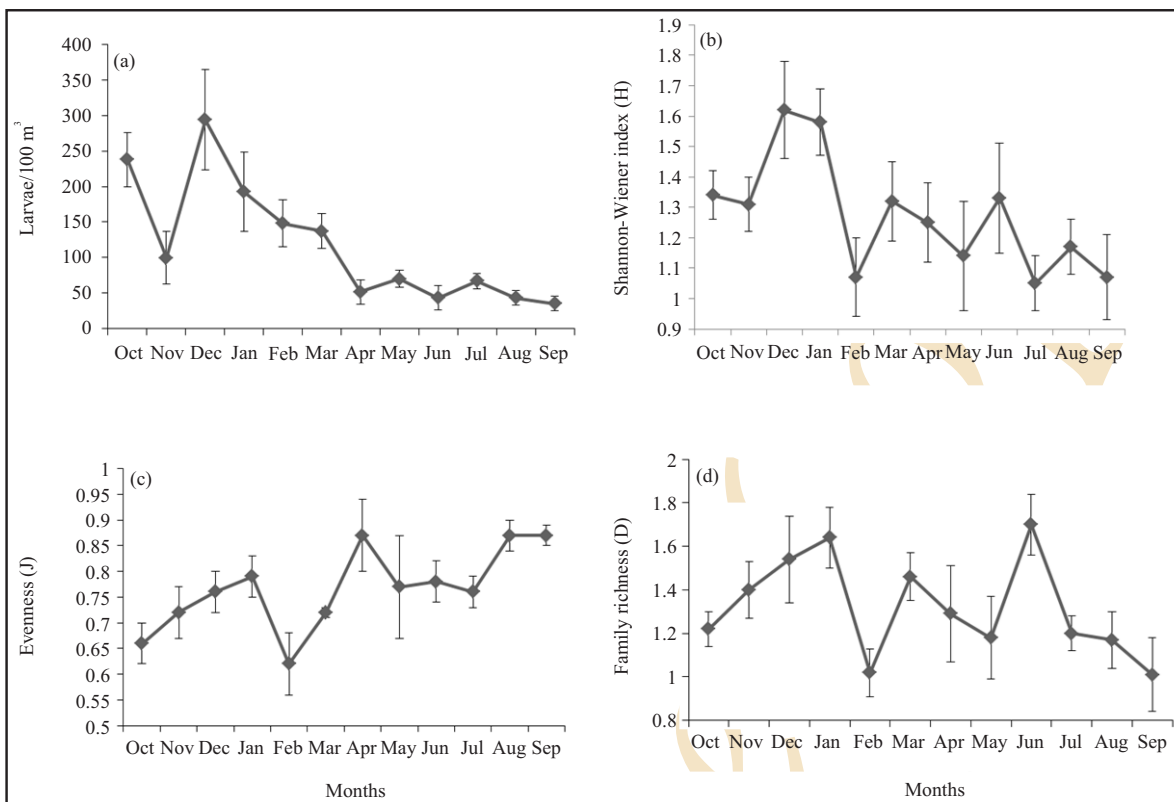 (a)
Larvae/100 m³
400
350
300
250
200
150
100
50
0
Oct Nov Dec Jan Feb Mar Apr May Jun Jul Aug Sep
(b)
Shannon-Wiener index (H)
1.9
1.8
1.7
1.6
1.5
1.4
1.3
1.2
1.1
1
0.9
Oct Nov Dec Jan Feb Mar Apr May Jun Jul Aug Sep
(c)
Evenness (J)
1
0.95
0.9
0.85
0.8
0.75
0.7
0.65
0.6
0.55
0.5
Oct Nov Dec Jan Feb Mar Apr May Jun Jul Aug Sep
Months
(d)
Family richness (D)
2
1.8
1.6
1.4
1.2
1
0.8
Oct Nov Dec Jan Feb Mar Apr May Jun Jul Aug Sep
Months